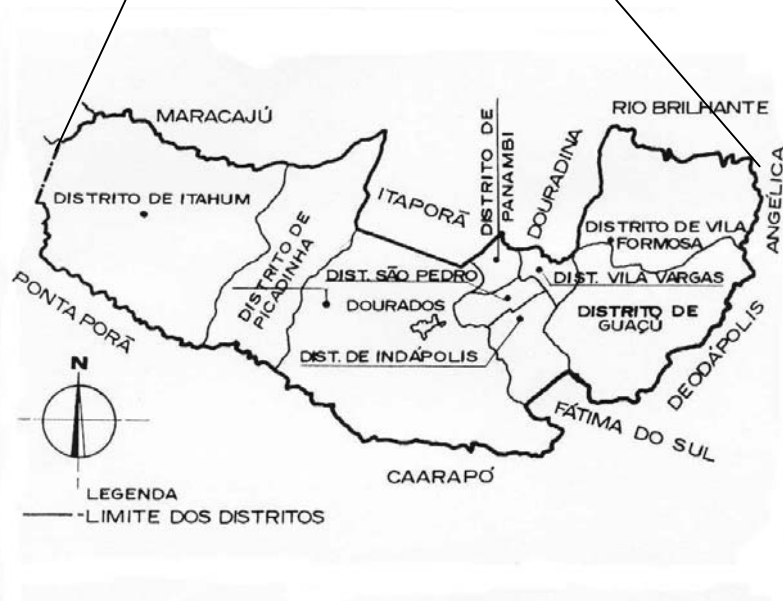 MARACAJÚ
RIO BRILHANTE
DISTRITO DE
PANAMBI
DOURADINA
ANGÉLICA
DISTRITO DE ITAHUM
ITAPORÃ
DISTRITO DE
PICADINHA
DISTRITO DE VILA
FORMOSA
DIST. SÃO PEDRO
DIST. VILA VARGAS
PONTA PORÃ
DOURADOS
DISTRITO DE
GUAÇÚ
DIST. DE INDÁPOLIS
DEODÁPOLIS
FÁTIMA DO SUL
CAARAPÓ
N
LEGENDA
LIMITE DOS DISTRITOS